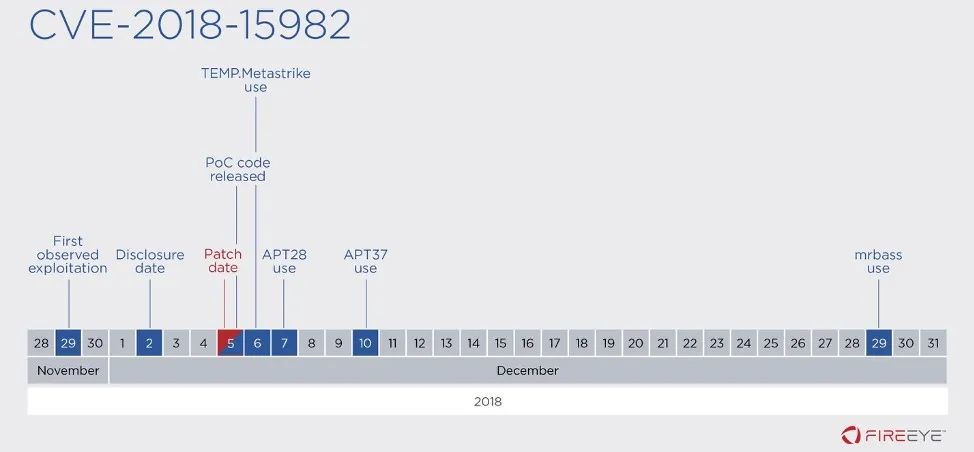 CVE-2018-15982
TEMP.Metastrike
use
PoC code
released
First
observed
exploitation
Disclosure
date
Patch
date
APT28
use
APT37
use
mrbass
use
28 29 30 1 2 3 4 5 6 7 8 9 10 11 12 13 14 15 16 17 18 19 20 21 22 23 24 25 26 27 28 29 30 31
November December
2018
FIREEYE™